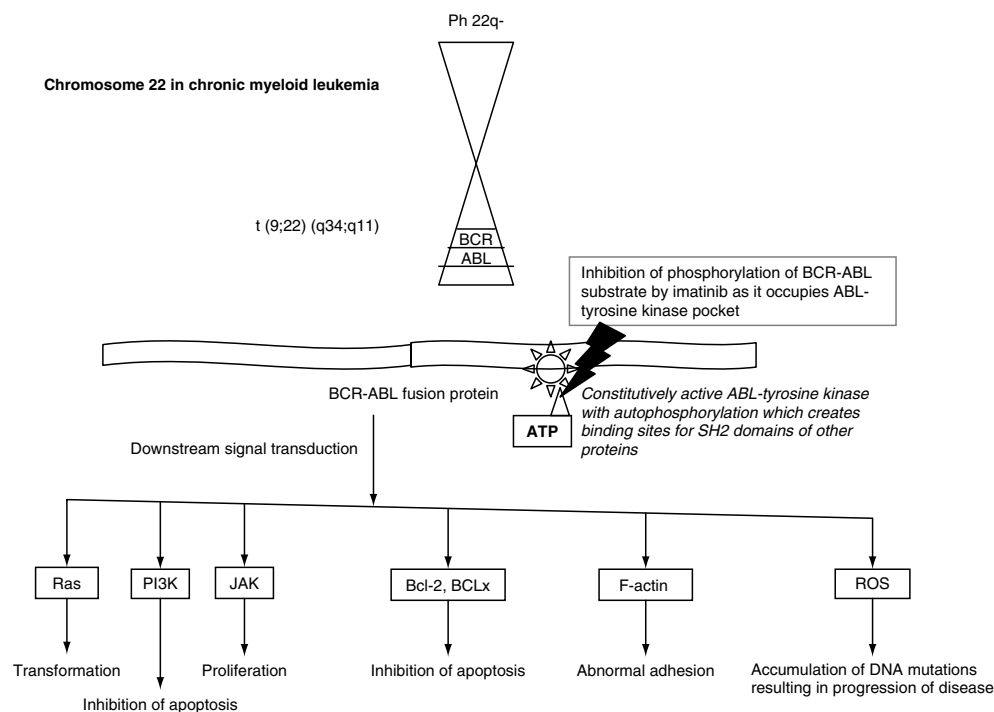 Ph 22q-
Chromosome 22 in chronic myeloid leukemia
t (9;22) (q34;q11)
BCR
ABL
Inhibition of phosphorylation of BCR-ABL
substrate by imatinib as it occupies ABL-
tyrosine kinase pocket
BCR-ABL fusion protein
ATP
Constitutively active ABL-tyrosine kinase
with autophosphorylation which creates
binding sites for SH2 domains of other
proteins
Downstream signal transduction
Ras
PI3K
JAK
Bcl-2, BCLx
F-actin
ROS
Transformation
Inhibition of apoptosis
Proliferation
Inhibition of apoptosis
Abnormal adhesion
Accumulation of DNA mutations
resulting in progression of disease